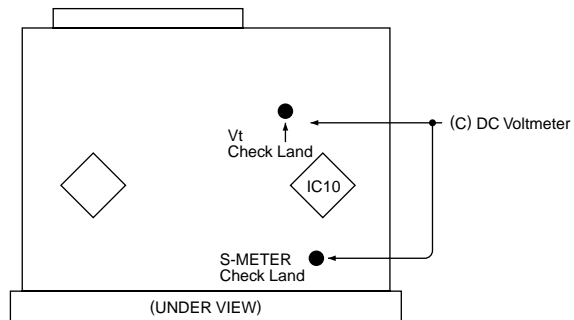 (C) DC Voltmeter
Vt
Check Land
IC10
S-METER
Check Land
(UNDER VIEW)